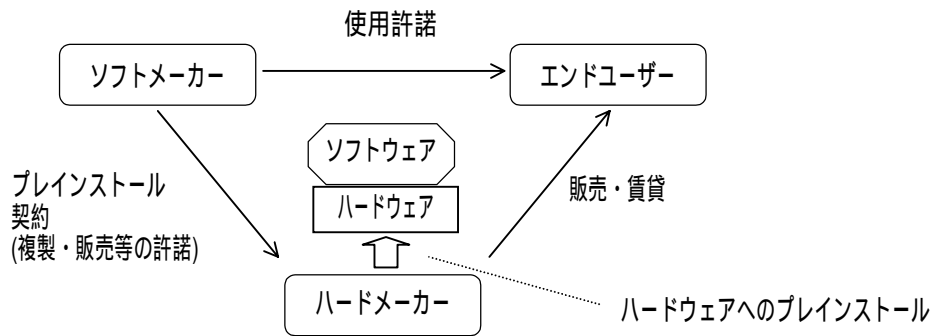 使用許諾
ソフトメーカー
エンドユーザー
ソフトウェア
ハードウェア
プレインストール
契約
(複製・販売等の許諾)
販売・賃貸
ハードメーカー
ハードウェアへのプレインストール